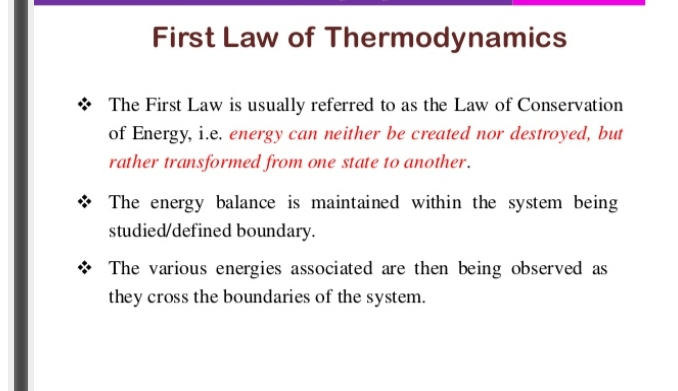 First Law of Thermodynamics
❖ The First Law is usually referred to as the Law of Conservation
of Energy, i.e. energy can neither be created nor destroyed, but
rather transformed from one state to another.
❖ The energy balance is maintained within the system being
studied/defined boundary.
❖ The various energies associated are then being observed as
they cross the boundaries of the system.